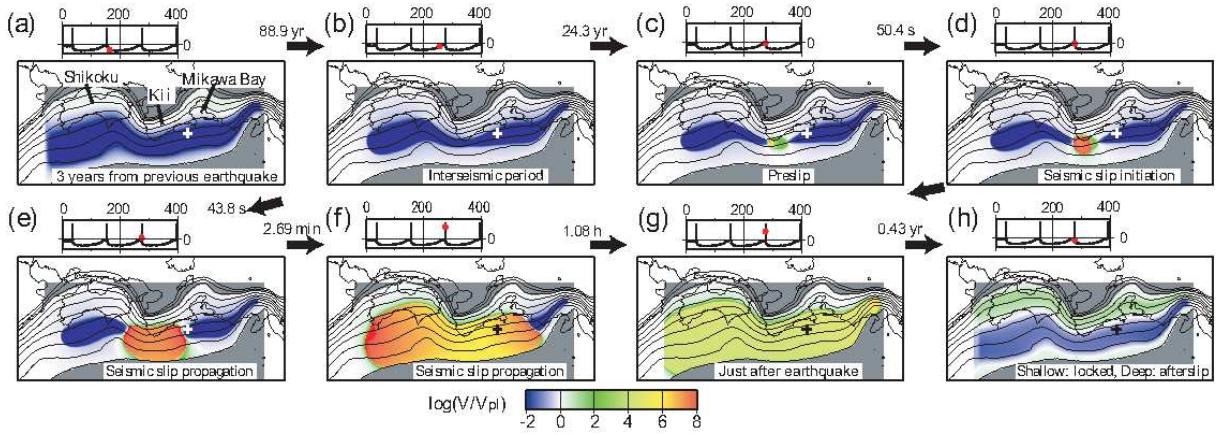 0 200 400
0 200 400
0 200 400
0 200 400
(a) 88.9 yr (b) 24.3 yr (c) 50.4 s (d)
0 0 0 0
Shikoku Kii Mikawa Bay
3 years from previous earthquake
Interseismic period
Preslip
Seismic slip initiation
43.8 s
0 200 400
0 200 400
0 200 400
0 200 400
(e) 2.69 min (f) 1.08 h (g) 0.43 yr (h)
0 0 0 0
Seismic slip propagation
Seismic slip propagation
Just after earthquake
Shallow: locked, Deep: afterslip
log(V/Vpl)
-2 0 2 4 6 8